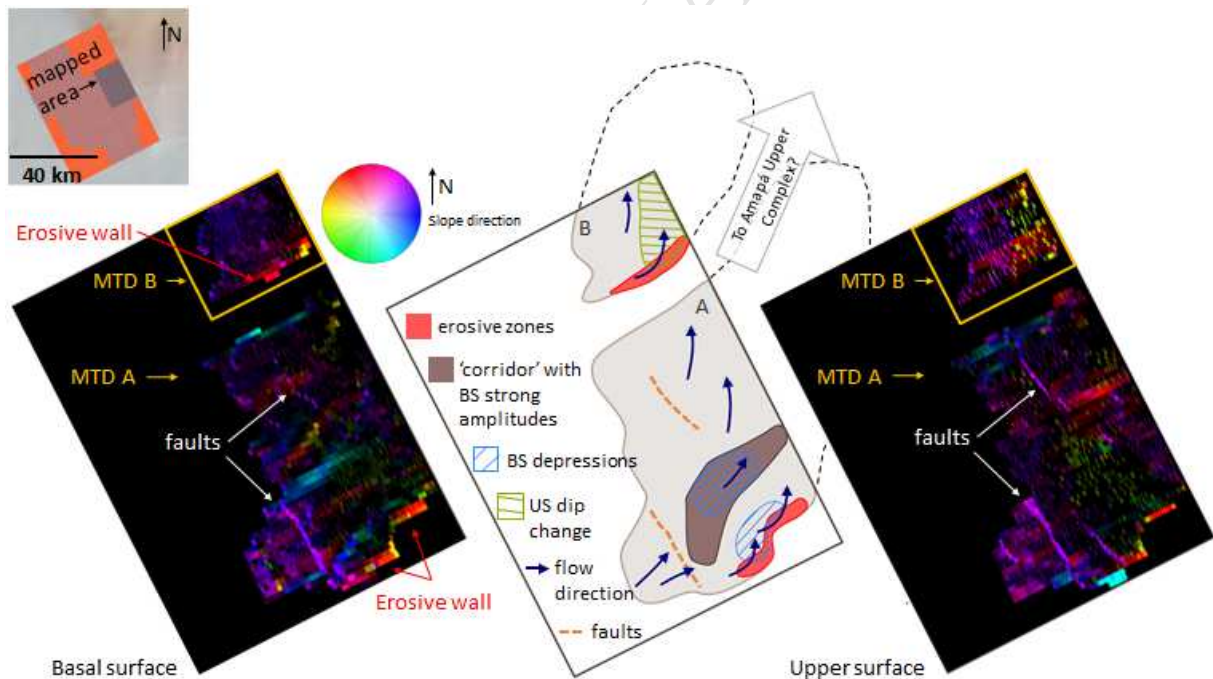 N
mapped
area
40 km
N
Slope direction
Erosive wall
MTD B
MTD A
faults
Erosive wall
Basal surface
B
A
To Amapá Upper
Complex?
erosive zones
‘corridor’ with
BS strong
amplitudes
BS depressions
US dip
change
flow
direction
faults
MTD B
MTD A
faults
Upper surface